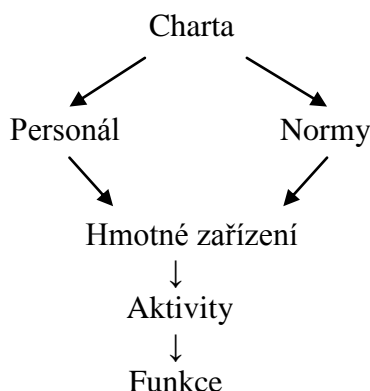 Charta
Personál Normy
Hmotné zařízení
↓
Aktivity
↓
Funkce